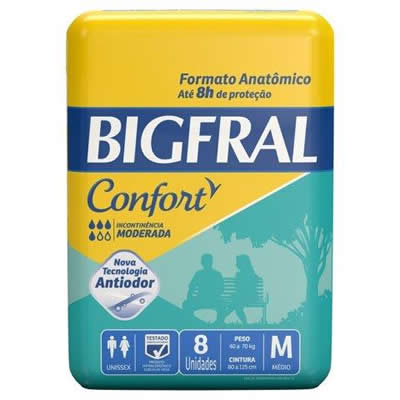 Formato Anatômico
Até 8h de proteção
BIGFRAL
Confort
INCONTINÊNCIA
MODERADA
Nova
Tecnologia
Antiodor
UNISSEX
TESTADO
8
Unidades
PESO
40 a 70 kg
CINTURA
80 a 125 cm
M
MÉDIO